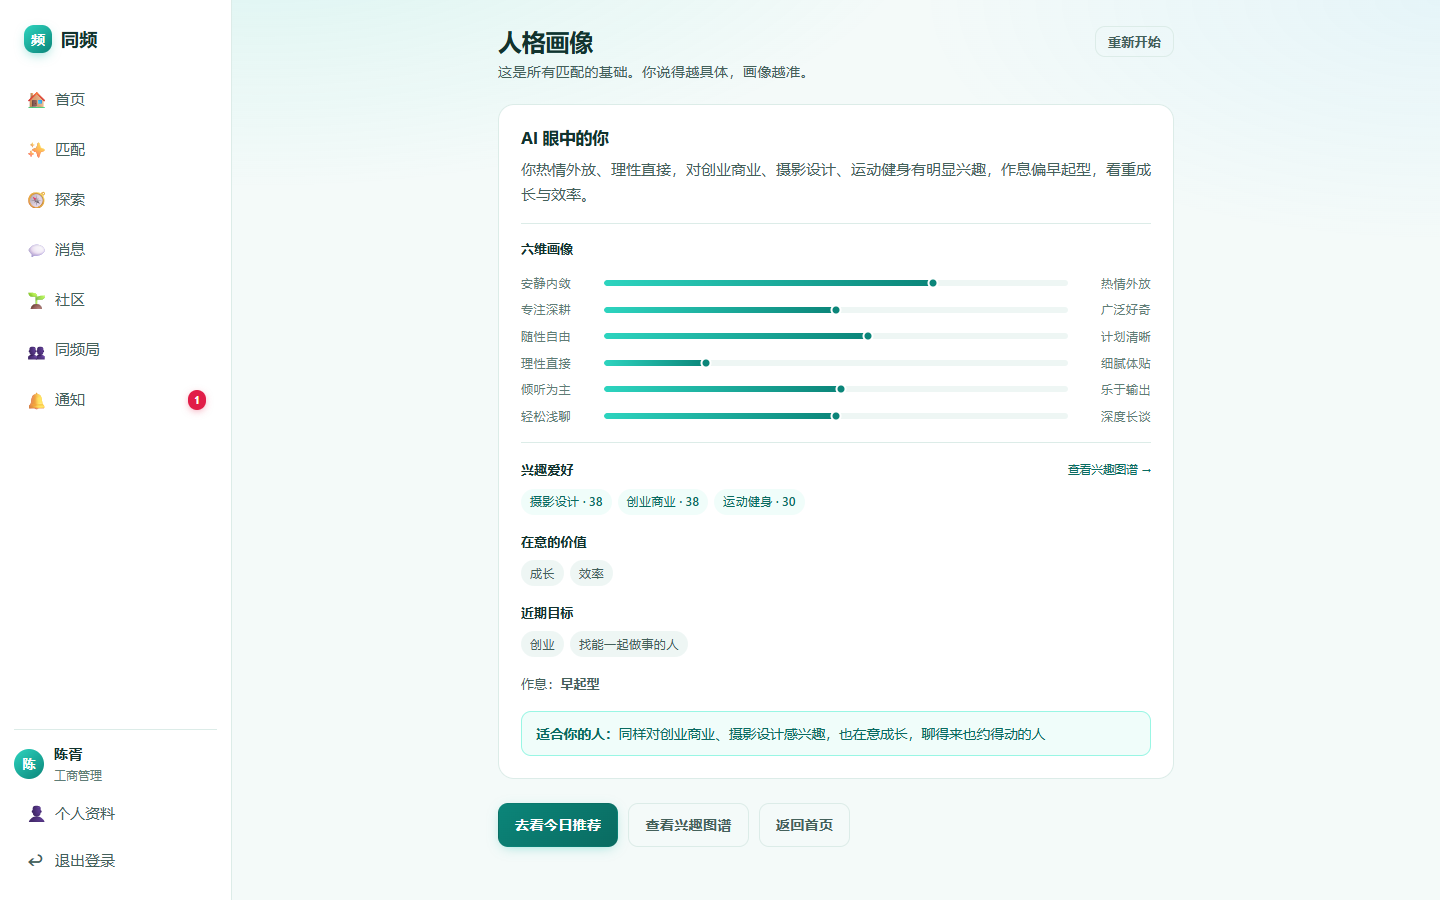 频 同频
首页
匹配
探索
消息
社区
同频局
通知 1
陈 陈胥
工商管理
个人资料
退出登录
人格画像
重新开始
这是所有匹配的基础。你说得越具体，画像越准。
AI 眼中的你
你热情外放、理性直接，对创业商业、摄影设计、运动健身有明显兴趣，作息偏早起型，看重成
长与效率。
六维画像
安静内敛 热情外放
专注深耕 广泛好奇
随性自由 计划清晰
理性直接 细腻体贴
倾听为主 乐于输出
轻松浅聊 深度长谈
兴趣爱好 查看兴趣图谱 →
摄影设计 · 38 创业商业 · 38 运动健身 · 30
在意的价值
成长 效率
近期目标
创业 找能一起做事的人
作息：早起型
适合你的人：同样对创业商业、摄影设计感兴趣，也在意成长，聊得来也约得动的人
去看今日推荐 查看兴趣图谱 返回首页